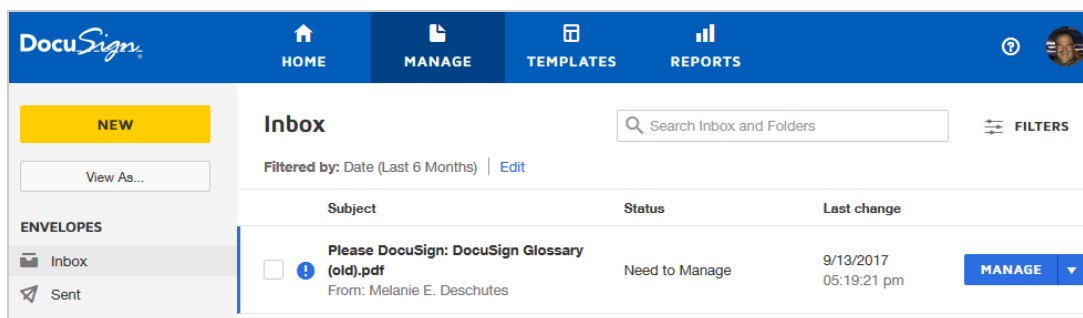 DocuSign
HOME
MANAGE
TEMPLATES
REPORTS
NEW
View As...
ENVELOPES
Inbox
Sent
Inbox
Search Inbox and Folders
FILTERS
Filtered by: Date (Last 6 Months) | Edit
Subject
Status
Last change
Please DocuSign: DocuSign Glossary
(old).pdf
From: Melanie E. Deschutes
Need to Manage
9/13/2017
05:19:21 pm
MANAGE